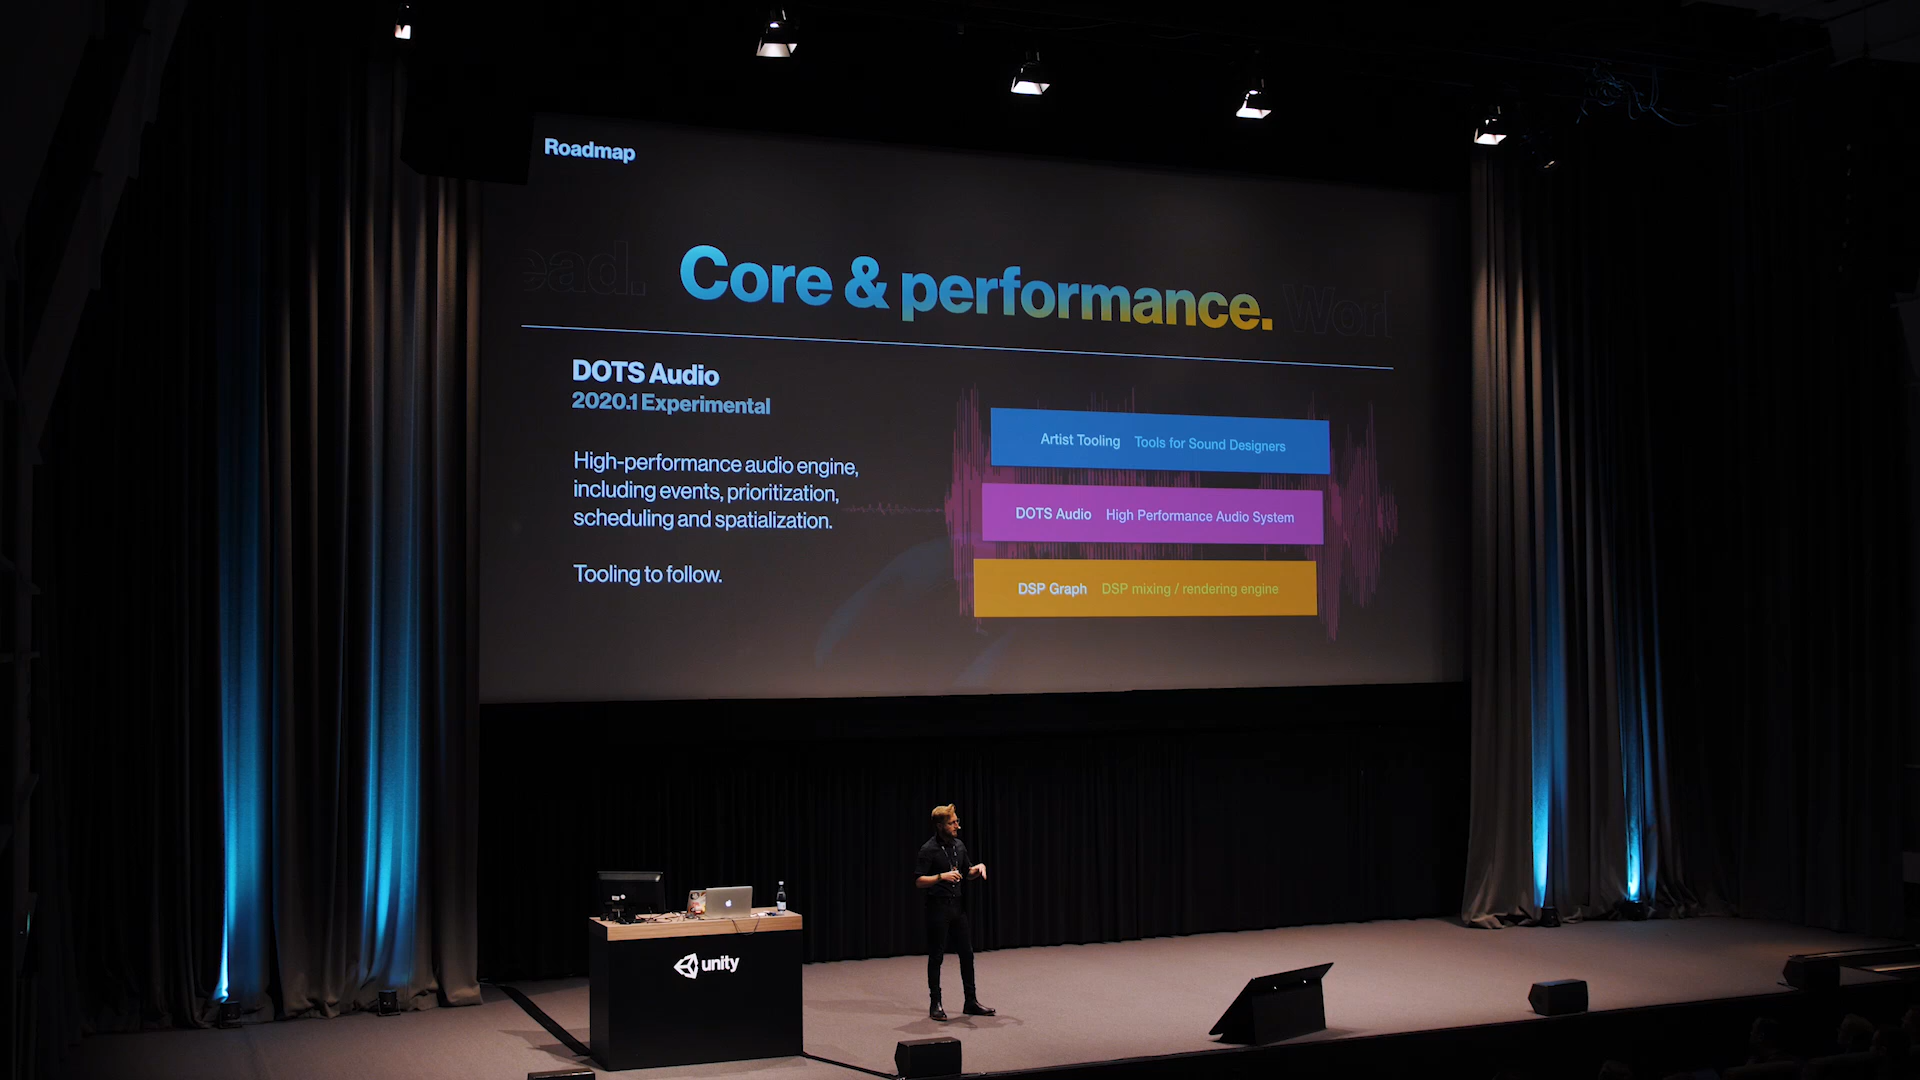 Roadmap
ead. Core & performance. Worl
DOTS Audio
2020.1 Experimental
High-performance audio engine,
including events, prioritization,
scheduling and spatialization.
Tooling to follow.
Artist Tooling Tools for Sound Designers
DOTS Audio High Performance Audio System
DSP Graph DSP mixing / rendering engine
unity